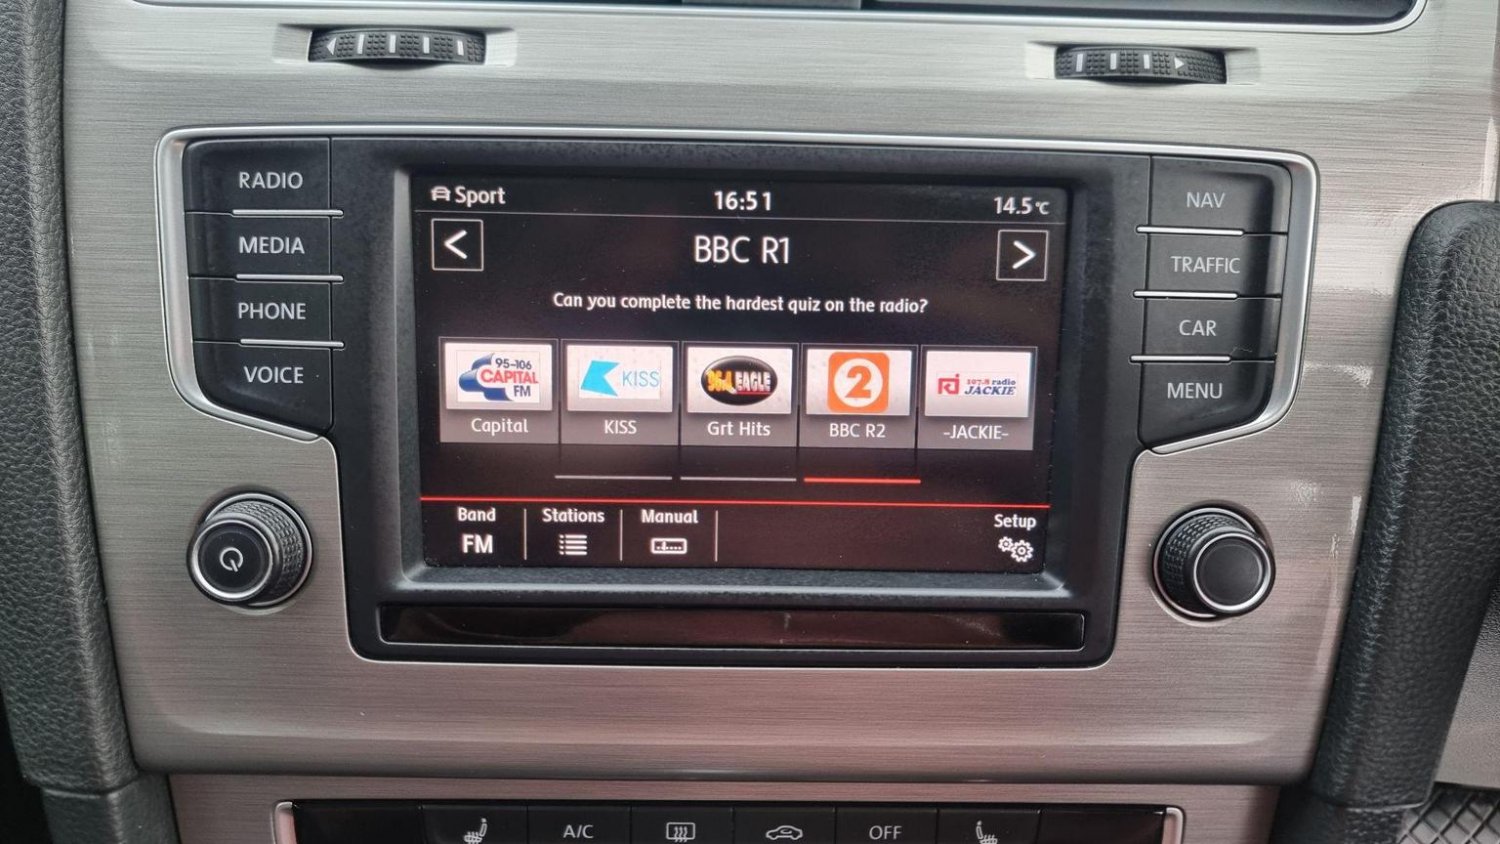 RADIO
MEDIA
PHONE
VOICE
Sport
16:51
14.5°C
BBC R1
Can you complete the hardest quiz on the radio?
95-106
CAPITAL
FM
Capital
KISS
KISS
96.4 EAGLE
Grt Hits
2
BBC R2
107.8 radio
JACKIE
-JACKIE-
Band
FM
Stations
Manual
Setup
NAV
TRAFFIC
CAR
MENU
A/C
OFF